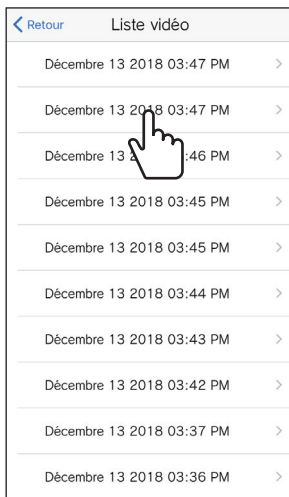 Retour Liste vidéo
Décembre 13 2018 03:47 PM
Décembre 13 2018 03:47 PM
Décembre 13 :46 PM
Décembre 13 2018 03:45 PM
Décembre 13 2018 03:45 PM
Décembre 13 2018 03:44 PM
Décembre 13 2018 03:43 PM
Décembre 13 2018 03:42 PM
Décembre 13 2018 03:37 PM
Décembre 13 2018 03:36 PM